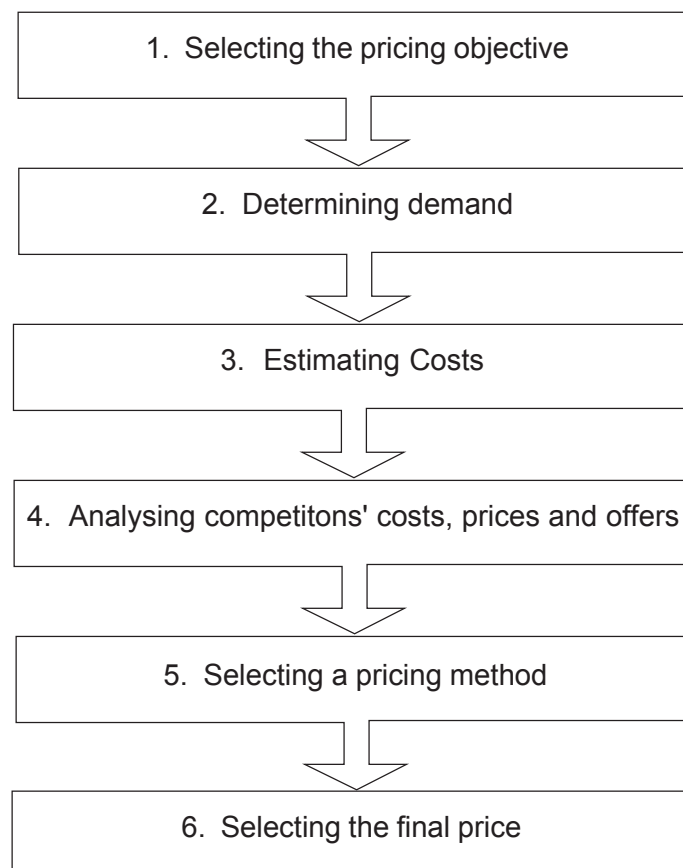 1. Selecting the pricing objective
2. Determining demand
3. Estimating Costs
4. Analysing competitons' costs, prices and offers
5. Selecting a pricing method
6. Selecting the final price